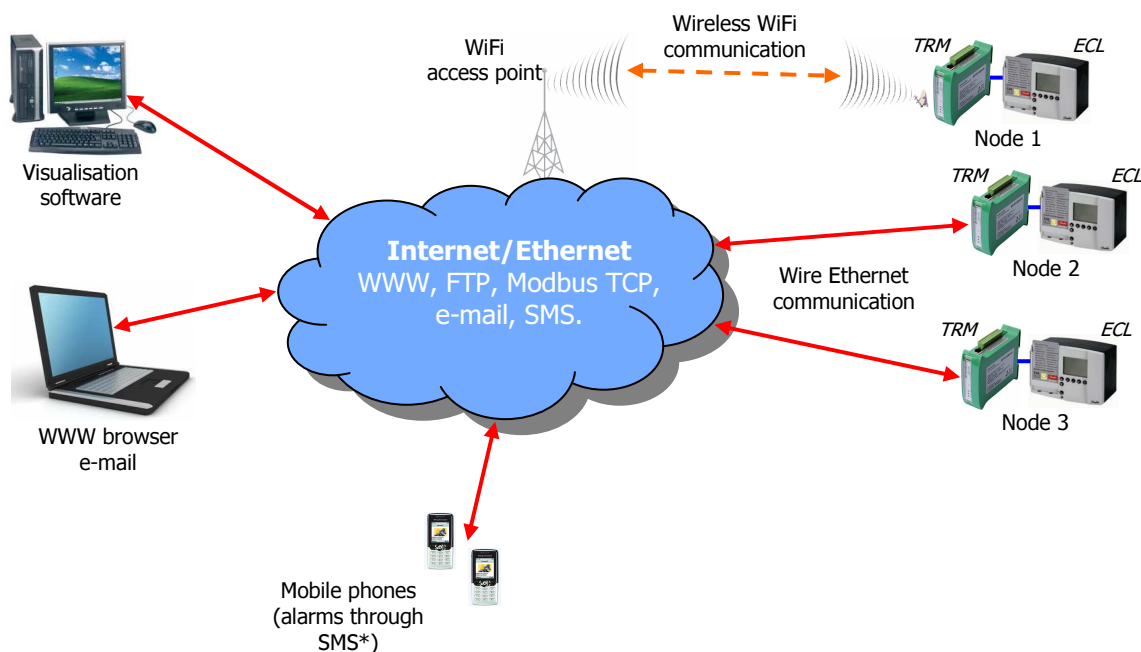 WiFi
access point
Wireless WiFi
communication
TRM
ECL
Node 1
Visualisation
software
TRM
ECL
Node 2
Internet/Ethernet
WWW, FTP, Modbus TCP,
e-mail, SMS.
Wire Ethernet
communication
TRM
ECL
Node 3
WWW browser
e-mail
Mobile phones
(alarms through
SMS*)